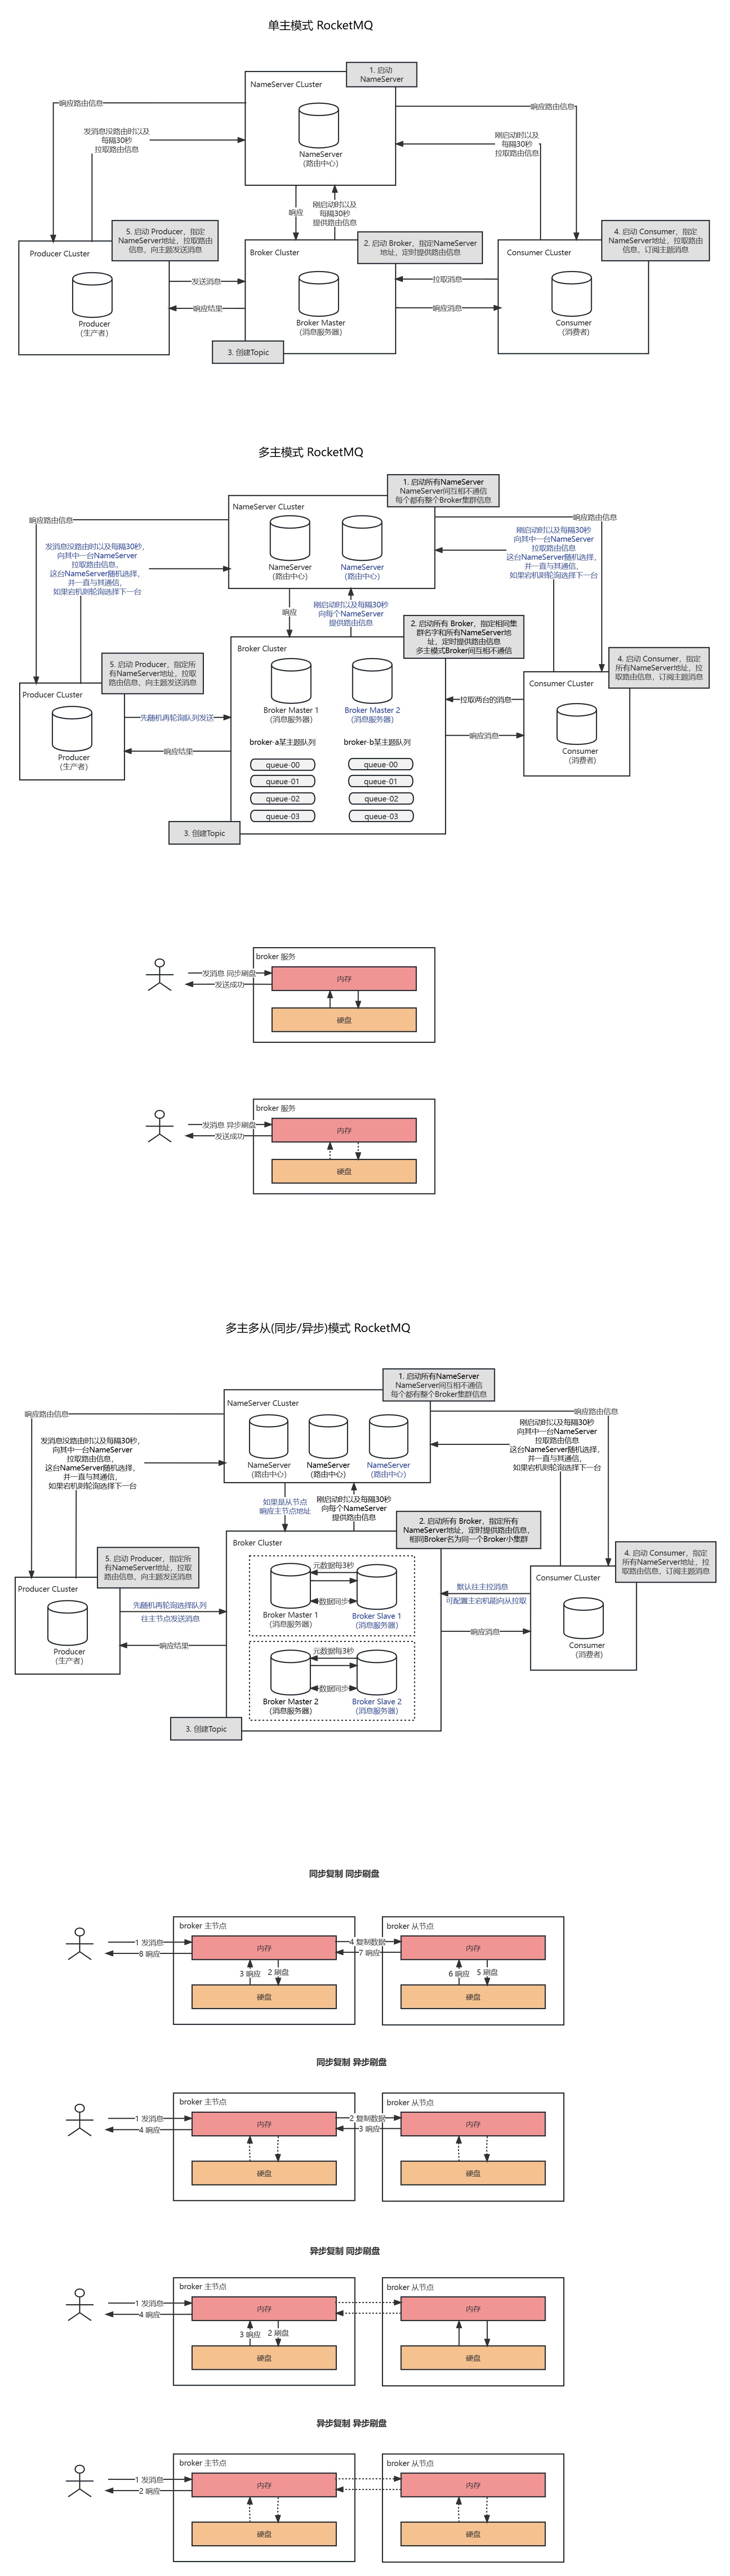 单主模式 RocketMQ
1. 启动
NameServer
NameServer CLuster
响应路由信息
响应路由信息
发消息没路由时以及
每隔30秒
拉取路由信息
刚启动时以及
每隔30秒
拉取路由信息
NameServer
(路由中心)
响应
刚启动时以及
每隔30秒
提供路由信息
5. 启动 Producer，指定
NameServer地址，拉取路由
信息，向主题发送消息
2. 启动 Broker，指定NameServer
地址，定时提供路由信息
4. 启动 Consumer，指定
NameServer地址，拉取路由
信息，订阅主题消息
Producer CLuster
Broker Cluster
Consumer CLuster
发送消息
拉取消息
响应结果
响应消息
Producer
(生产者)
Broker Master
(消息服务器)
Consumer
(消费者)
3. 创建Topic
多主模式 RocketMQ
1. 启动所有NameServer
NameServer间互相不通信
每个都有整个Broker集群信息
NameServer CLuster
响应路由信息
响应路由信息
发消息没路由时以及每隔30秒，
向其中一台NameServer
拉取路由信息，
这台NameServer随机选择，
并一直与其通信，
如果宕机则轮询选择下一台
刚启动时以及每隔30秒
向其中一台NameServer
拉取路由信息
这台NameServer随机选择，
并一直与其通信，
如果宕机则轮询选择下一台
NameServer
(路由中心)
NameServer
(路由中心)
响应
刚启动时以及每隔30秒
向每个NameServer
提供路由信息
2. 启动所有 Broker，指定相同集
群名字和所有NameServer地
址，定时提供路由信息
多主模式Broker间互相不通信
5. 启动 Producer，指定所
有NameServer地址，拉取
路由信息，向主题发送消息
4. 启动 Consumer，指定
所有NameServer地址，拉
取路由信息，订阅主题消息
Producer CLuster
Broker Cluster
Consumer CLuster
先随机再轮询队列发送
拉取两台的消息
响应结果
响应消息
Producer
(生产者)
Broker Master 1
(消息服务器)
Broker Master 2
(消息服务器)
Consumer
(消费者)
broker-a某主题队列
broker-b某主题队列
queue-00
queue-00
queue-01
queue-01
queue-02
queue-02
queue-03
queue-03
3. 创建Topic
broker 服务
发消息 同步刷盘
发送成功
内存
硬盘
broker 服务
发消息 异步刷盘
发送成功
内存
硬盘
多主多从(同步/异步)模式 RocketMQ
1. 启动所有NameServer
NameServer间互相不通信
每个都有整个Broker集群信息
NameServer CLuster
响应路由信息
响应路由信息
发消息没路由时以及每隔30秒，
向其中一台NameServer
拉取路由信息，
这台NameServer随机选择，
并一直与其通信，
如果宕机则轮询选择下一台
刚启动时以及每隔30秒
向其中一台NameServer
拉取路由信息
这台NameServer随机选择，
并一直与其通信，
如果宕机则轮询选择下一台
NameServer
(路由中心)
NameServer
(路由中心)
NameServer
(路由中心)
如果是从节点
响应主节点地址
刚启动时以及每隔30秒
向每个NameServer
提供路由信息
2. 启动所有 Broker，指定所有
NameServer地址，定时提供路由信息，
相同Broker名为同一个Broker小集群
5. 启动 Producer，指定所
有NameServer地址，拉取
路由信息，向主题发送消息
4. 启动 Consumer，指定
所有NameServer地址，拉
取路由信息，订阅主题消息
Producer CLuster
Broker Cluster
Consumer CLuster
先随机再轮询选择队列
往主节点发送消息
默认往主拉消息
可配置主宕机能向从拉取
响应结果
响应消息
Producer
(生产者)
元数据每3秒
数据同步
Broker Master 1
(消息服务器)
Broker Slave 1
(消息服务器)
元数据每3秒
数据同步
Broker Master 2
(消息服务器)
Broker Slave 2
(消息服务器)
Consumer
(消费者)
3. 创建Topic
同步复制 同步刷盘
broker 主节点
broker 从节点
1 发消息
8 响应
内存
4 复制数据
7 响应
内存
3 响应
2 刷盘
6 响应
5 刷盘
硬盘
硬盘
同步复制 异步刷盘
broker 主节点
broker 从节点
1 发消息
4 响应
内存
2 复制数据
3 响应
内存
硬盘
硬盘
异步复制 同步刷盘
broker 主节点
broker 从节点
1 发消息
4 响应
内存
内存
3 响应
2 刷盘
硬盘
硬盘
异步复制 异步刷盘
broker 主节点
broker 从节点
1 发消息
2 响应
内存
内存
硬盘
硬盘